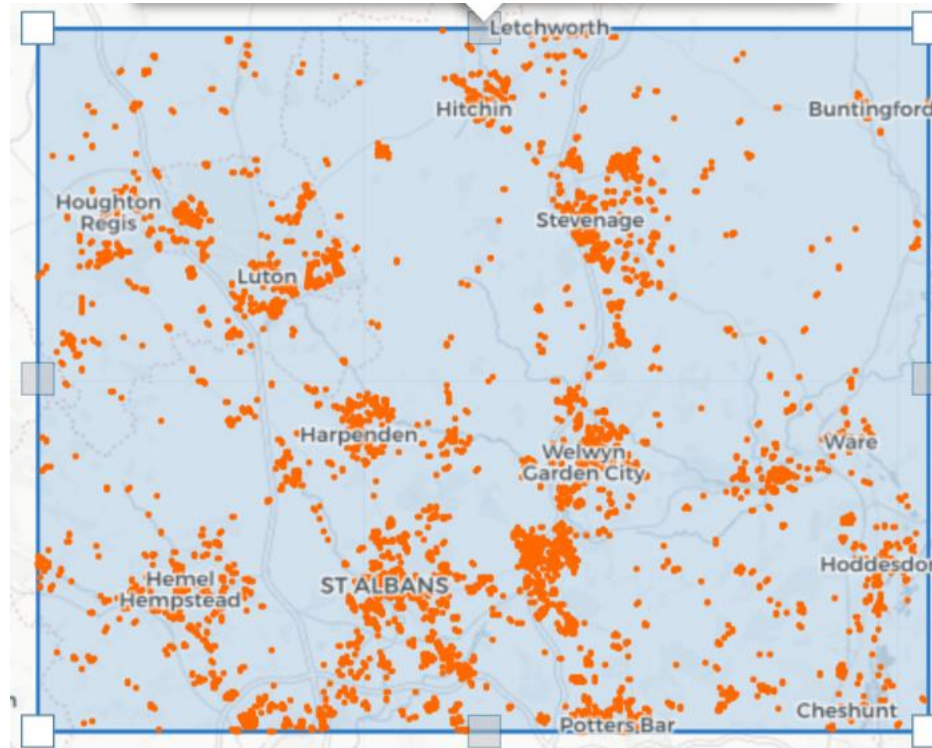 Letchworth
Hitchin
Buntingford
Houghton
Regis
Stevenage
Luton
Harpenden
Ware
Welwyn
Garden City
Hoddesdo
Hemel
Hempstead
ST ALBANS
Cheshunt
Potters Bar